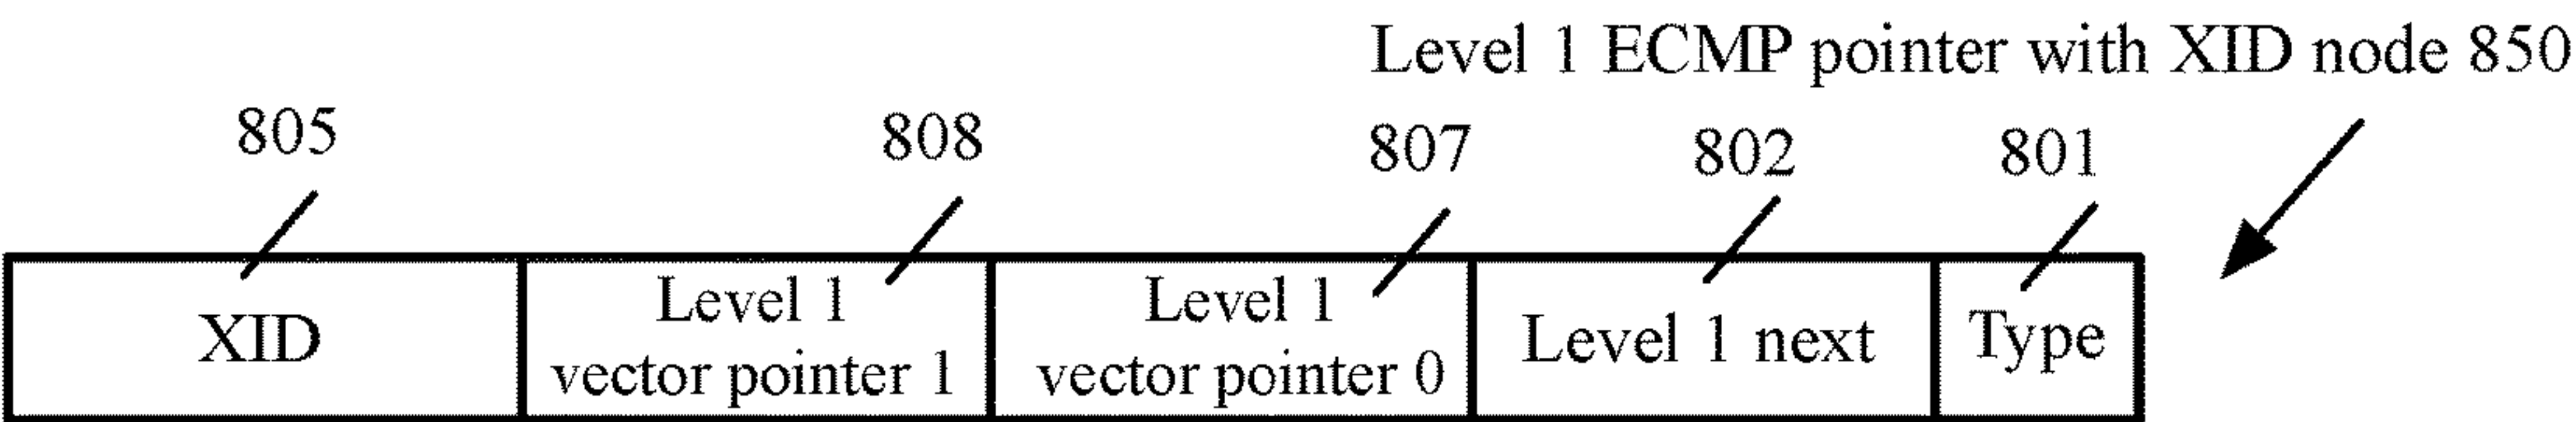 Level 1 ECMP pointer with XID node 850
805
808
807
802
801
XID
Level 1
vector pointer 1
Level 1
vector pointer 0
Level 1 next
Type